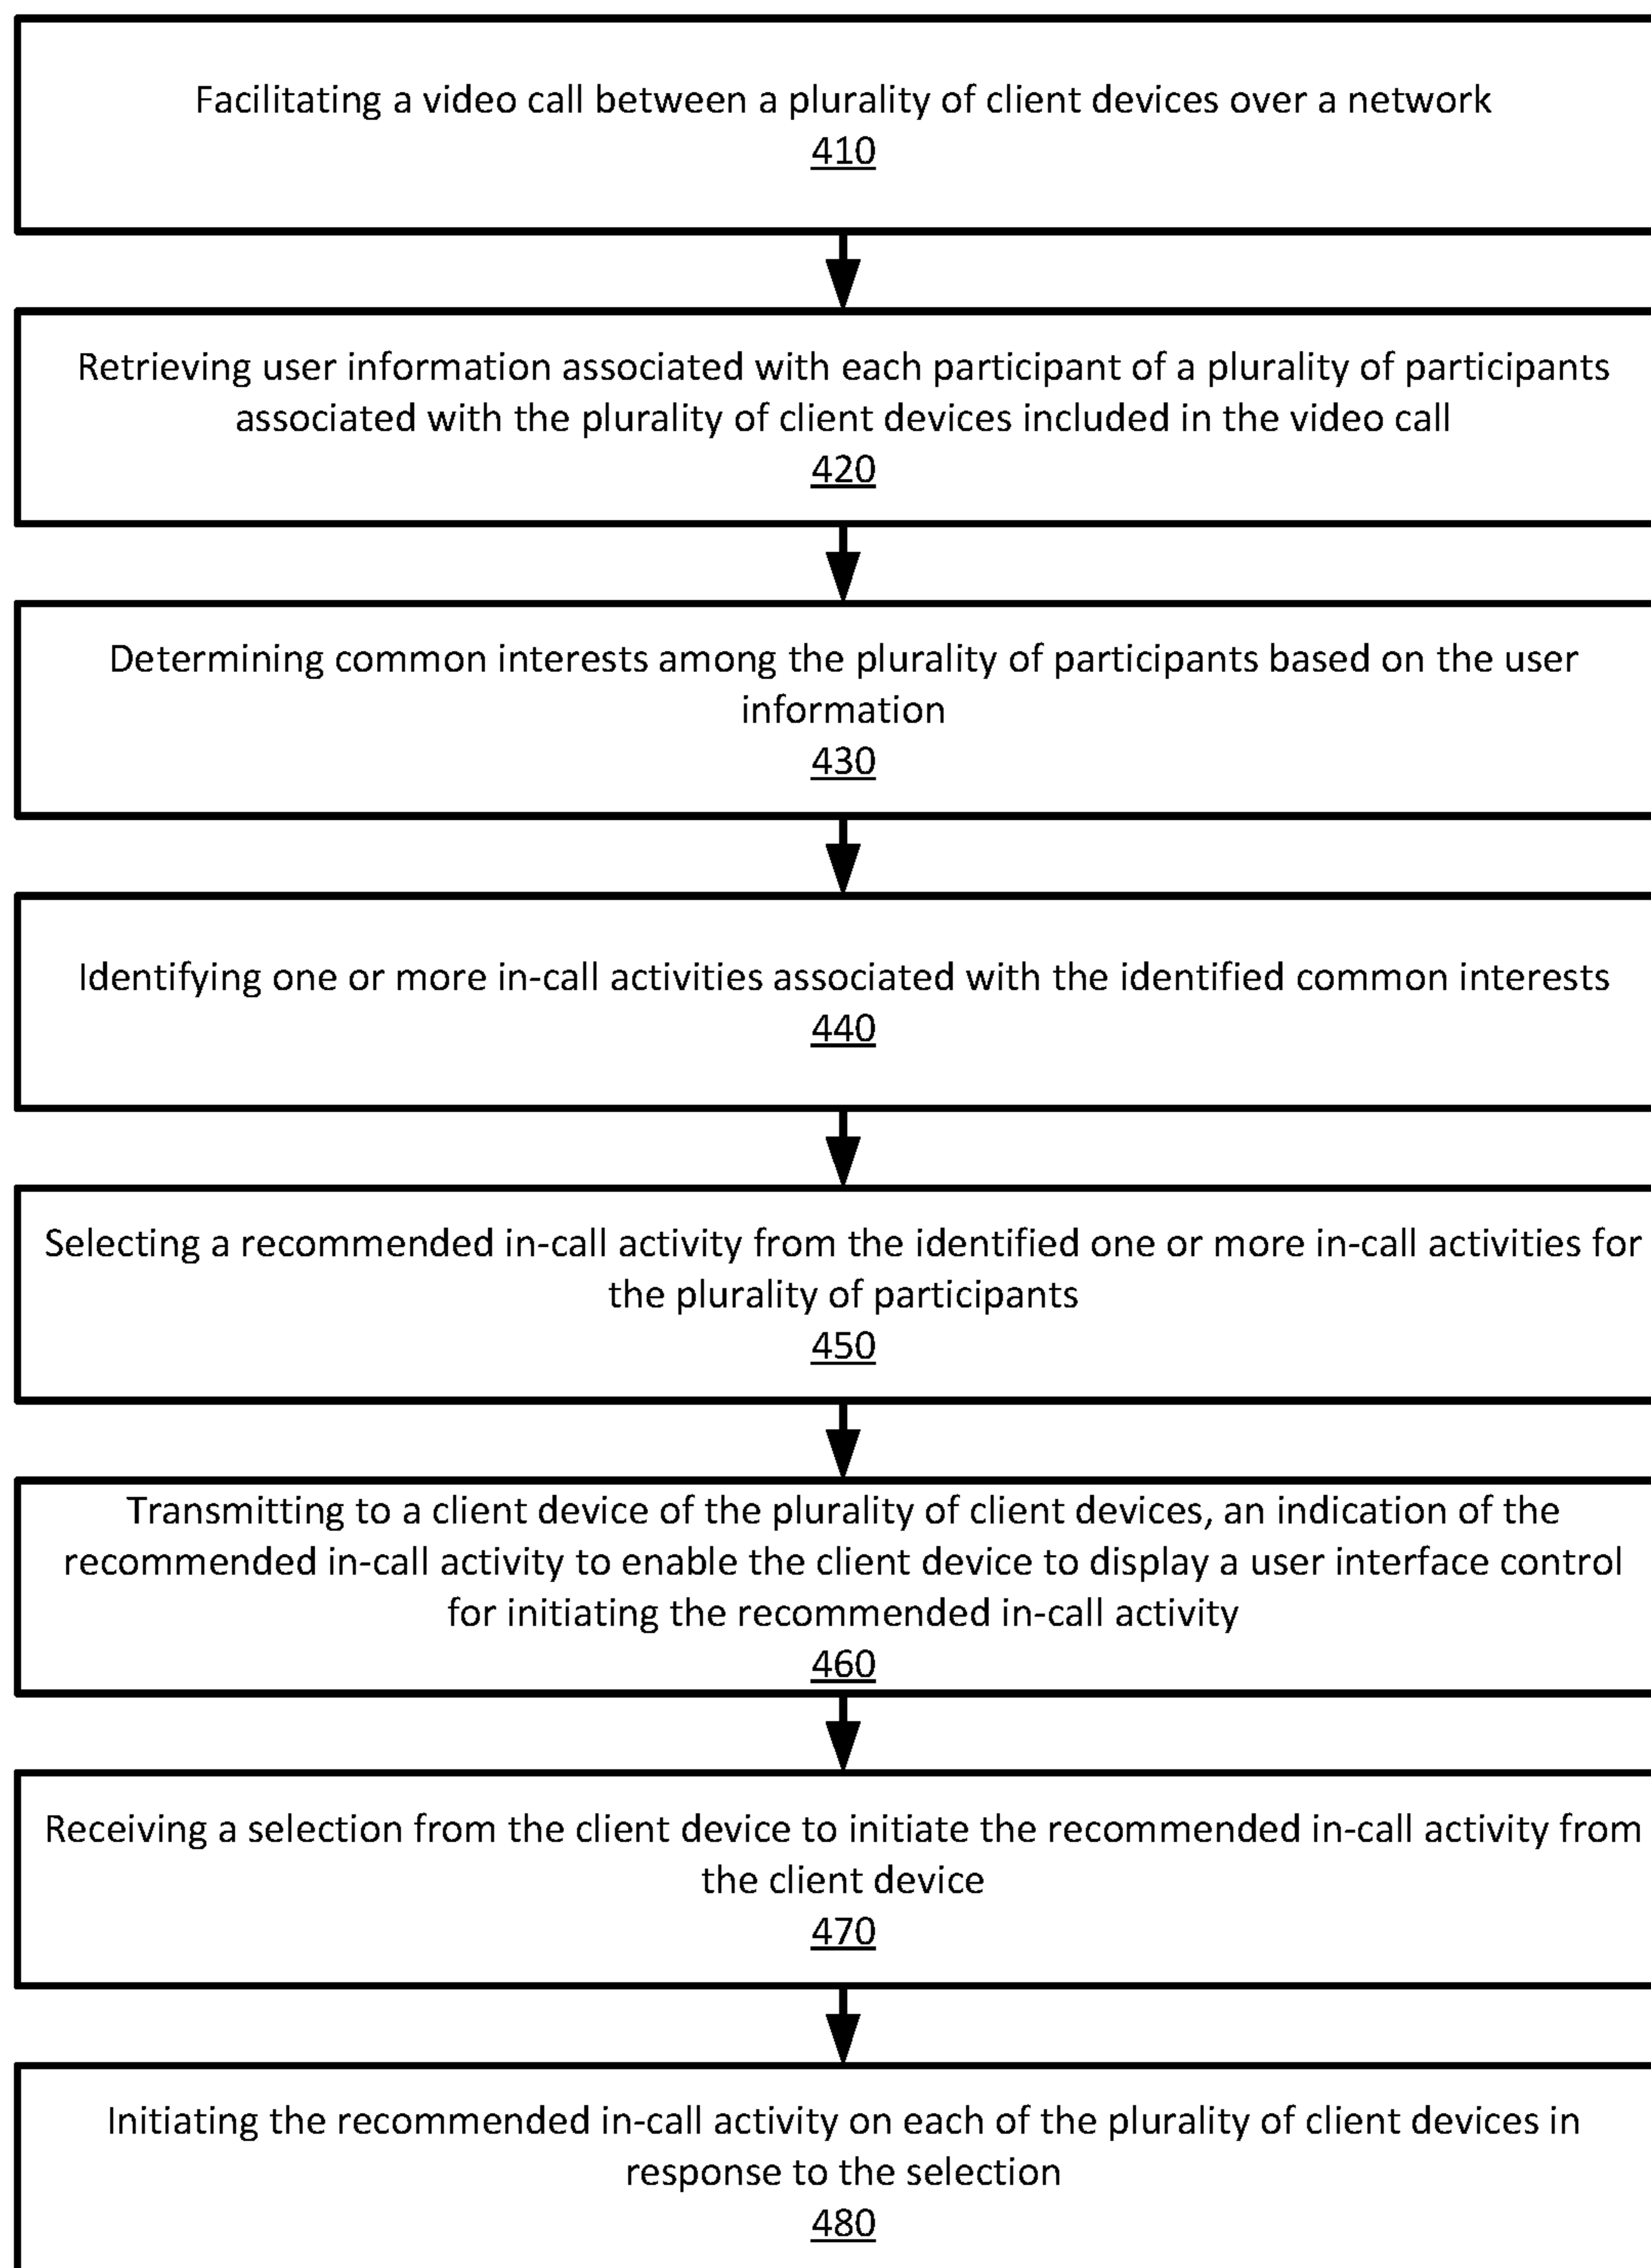 Facilitating a video call between a plurality of client devices over a network
410
Retrieving user information associated with each participant of a plurality of participants
associated with the plurality of client devices included in the video call
420
Determining common interests among the plurality of participants based on the user
information
430
Identifying one or more in-call activities associated with the identified common interests
440
Selecting a recommended in-call activity from the identified one or more in-call activities for
the plurality of participants
450
Transmitting to a client device of the plurality of client devices, an indication of the
recommended in-call activity to enable the client device to display a user interface control
for initiating the recommended in-call activity
460
Receiving a selection from the client device to initiate the recommended in-call activity from
the client device
470
Initiating the recommended in-call activity on each of the plurality of client devices in
response to the selection
480